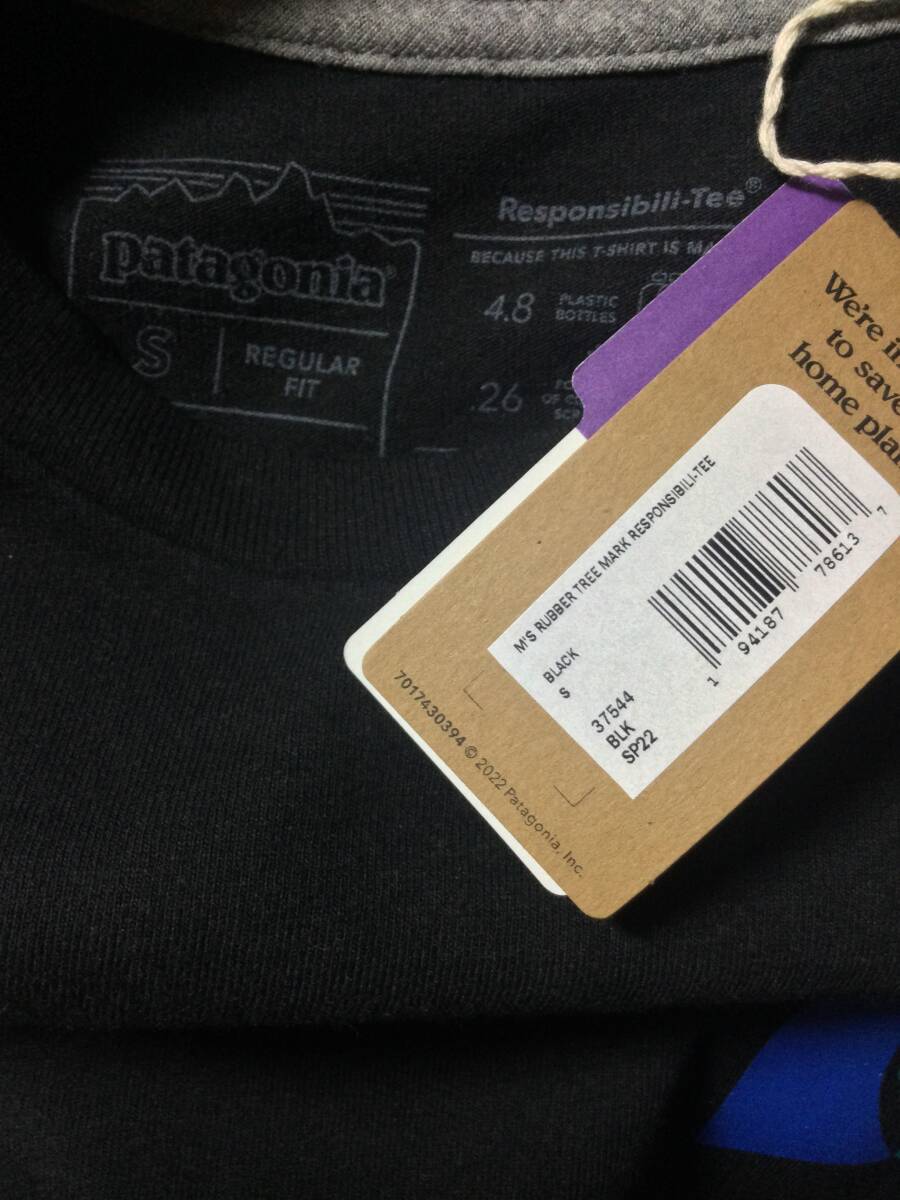 patagonia®
S
REGULAR
FIT
Responsibili-Tee®
BECAUSE THIS T-SHIRT IS
4.8
PLASTIC
BOTTLES
.26
OF
We're
to save
home
M'S RUBBER TREE MARK RESPONSIBILI-TEE
BLACK
S
37544
BLK
SP22
1 94187 78613 7
7017430394 © 2022 Patagonia, Inc.